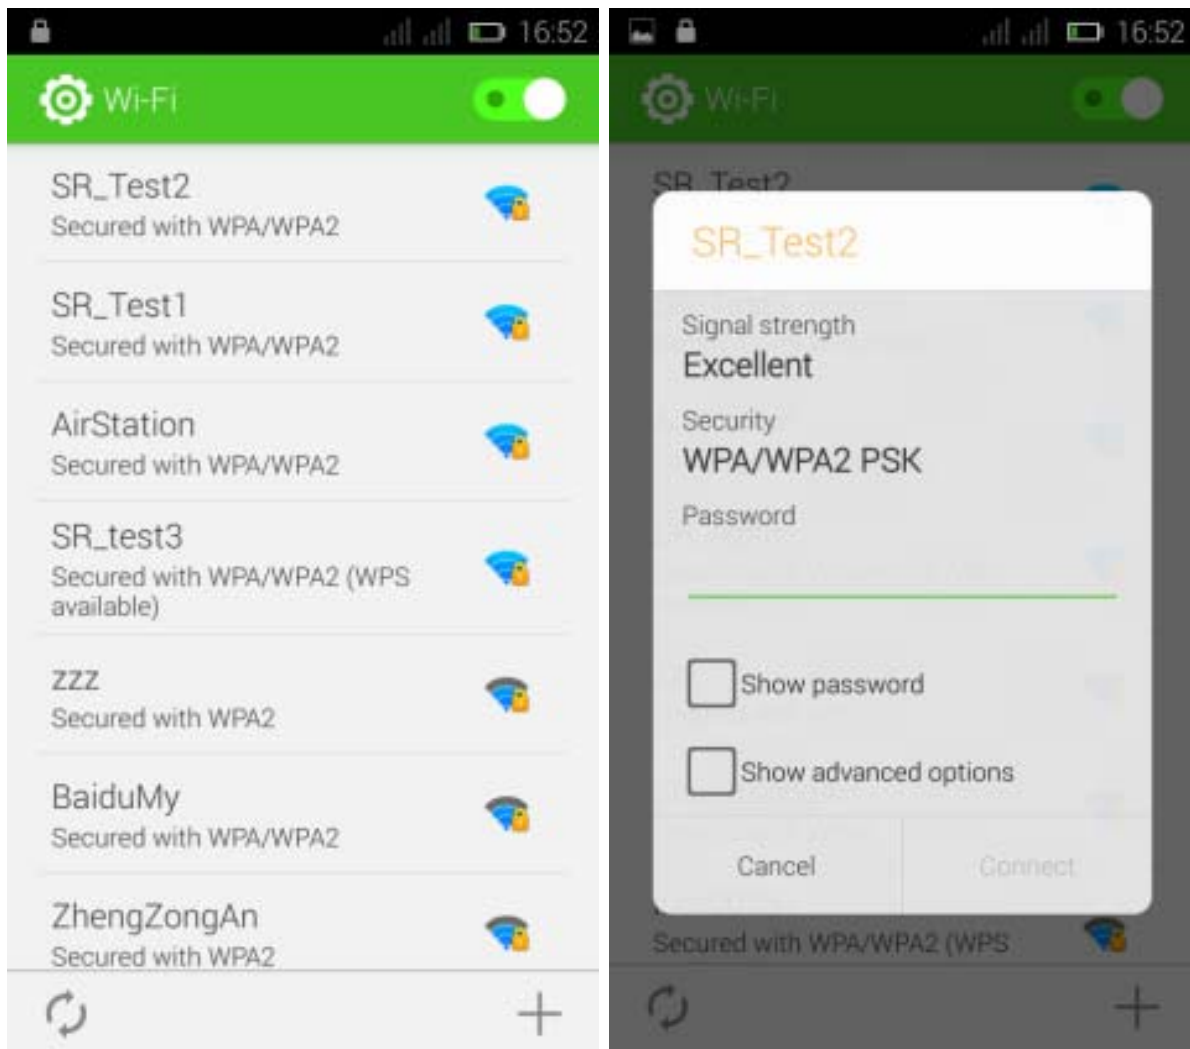 16:52
Wi-Fi
SR_Test2
Secured with WPA/WPA2
SR_Test1
Secured with WPA/WPA2
AirStation
Secured with WPA/WPA2
SR_test3
Secured with WPA/WPA2 (WPS
available)
zzz
Secured with WPA2
BaiduMy
Secured with WPA/WPA2
ZhengZongAn
Secured with WPA2
16:52
Wi-Fi
SR_Test2
SR_Test2
Signal strength
Excellent
Security
WPA/WPA2 PSK
Password
Show password
Show advanced options
Cancel
Connect
Secured with WPA/WPA2 (WPS